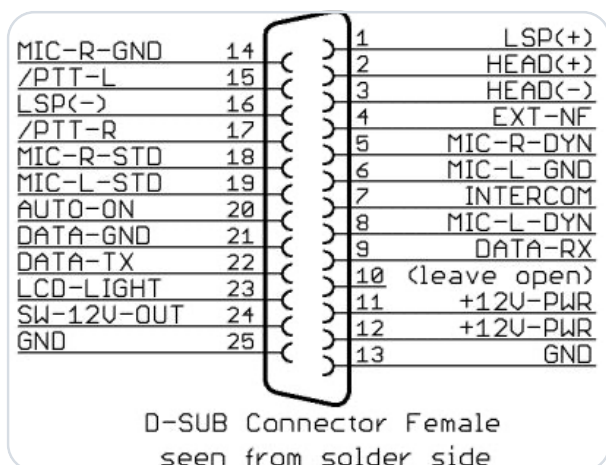 MIC-R-GND 14
/PTT-L 15
LSP(-) 16
/PTT-R 17
MIC-R-STD 18
MIC-L-STD 19
AUTO-ON 20
DATA-GND 21
DATA-TX 22
LCD-LIGHT 23
SW-12V-OUT 24
GND 25
1 LSP(+)
2 HEAD(+)
3 HEAD(-)
4 EXT-NF
5 MIC-R-DYN
6 MIC-L-GND
7 INTERCOM
8 MIC-L-DYN
9 DATA-RX
10 (leave open)
11 +12V-PWR
12 +12V-PWR
13 GND
D-SUB Connector Female
seen from solder side